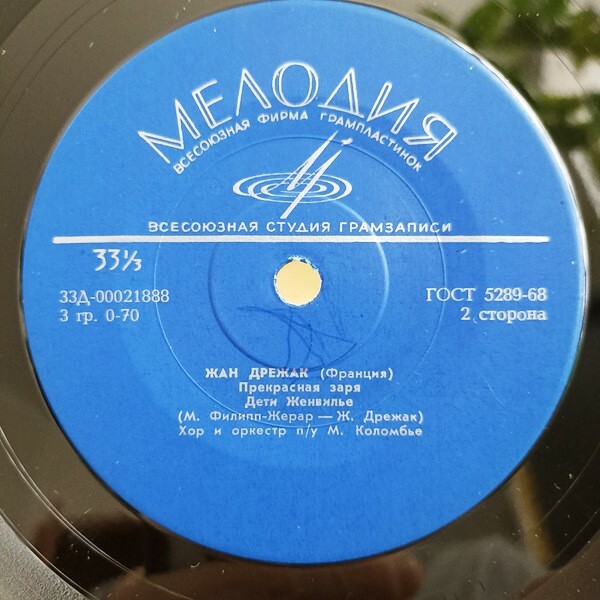 МЕЛОДИЯ
ВСЕСОЮЗНАЯ ФИРМА ГРАМПЛАСТИНОК
ВСЕСОЮЗНАЯ СТУДИЯ ГРАМЗАПИСИ
33⅓
33Д-00021888
3 гр. 0-70
ГОСТ 5289-68
2 сторона
ЖАН ДРЕЖАК (Франция)
Прекрасная заря
Дети Женвилье
(М. Филипп-Жерар — Ж. Дрежак)
Хор и оркестр п/у М. Коломбье